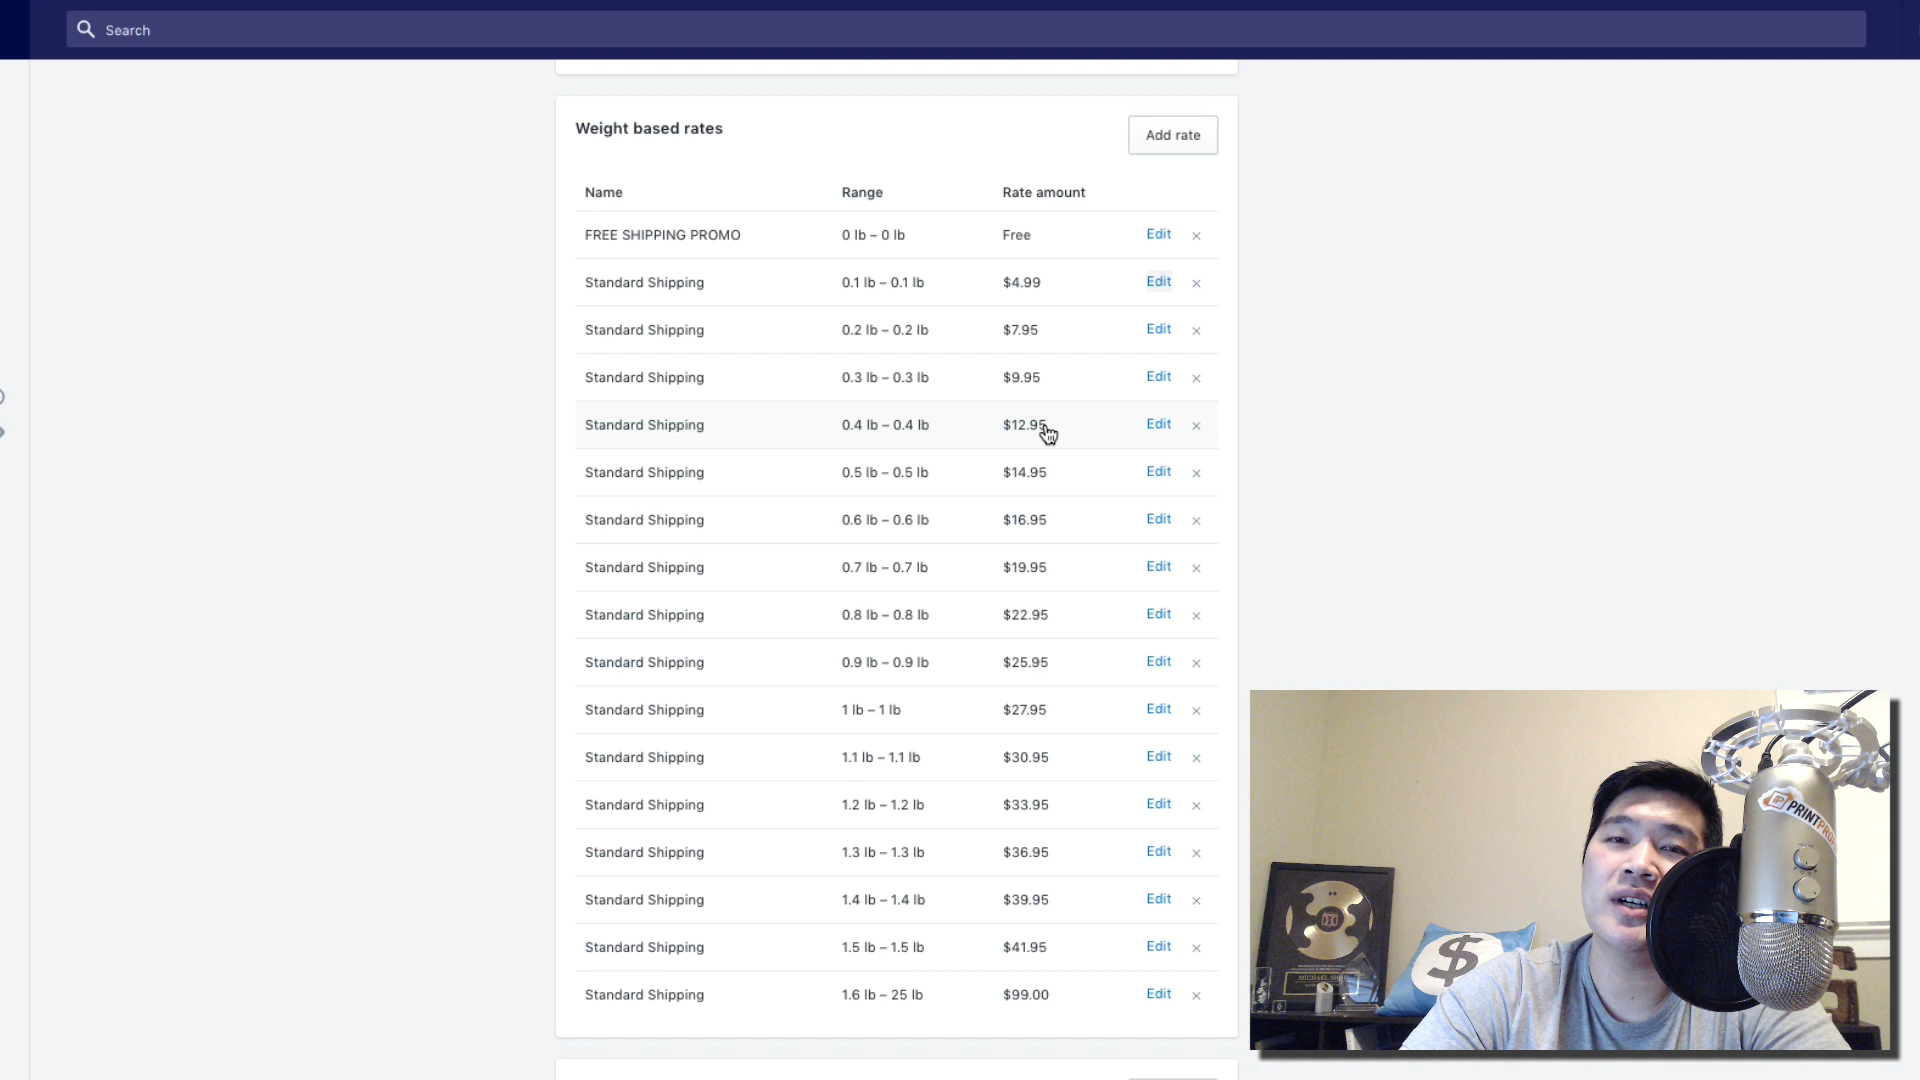 Search
Weight based rates
Add rate
Name Range Rate amount
FREE SHIPPING PROMO 0 lb – 0 lb Free Edit ×
Standard Shipping 0.1 lb – 0.1 lb $4.99 Edit ×
Standard Shipping 0.2 lb – 0.2 lb $7.95 Edit ×
Standard Shipping 0.3 lb – 0.3 lb $9.95 Edit ×
Standard Shipping 0.4 lb – 0.4 lb $12.95 Edit ×
Standard Shipping 0.5 lb – 0.5 lb $14.95 Edit ×
Standard Shipping 0.6 lb – 0.6 lb $16.95 Edit ×
Standard Shipping 0.7 lb – 0.7 lb $19.95 Edit ×
Standard Shipping 0.8 lb – 0.8 lb $22.95 Edit ×
Standard Shipping 0.9 lb – 0.9 lb $25.95 Edit ×
Standard Shipping 1 lb – 1 lb $27.95 Edit ×
Standard Shipping 1.1 lb – 1.1 lb $30.95 Edit ×
Standard Shipping 1.2 lb – 1.2 lb $33.95 Edit ×
Standard Shipping 1.3 lb – 1.3 lb $36.95 Edit ×
Standard Shipping 1.4 lb – 1.4 lb $39.95 Edit ×
Standard Shipping 1.5 lb – 1.5 lb $41.95 Edit ×
Standard Shipping 1.6 lb – 25 lb $99.00 Edit ×
$
MICHAEL